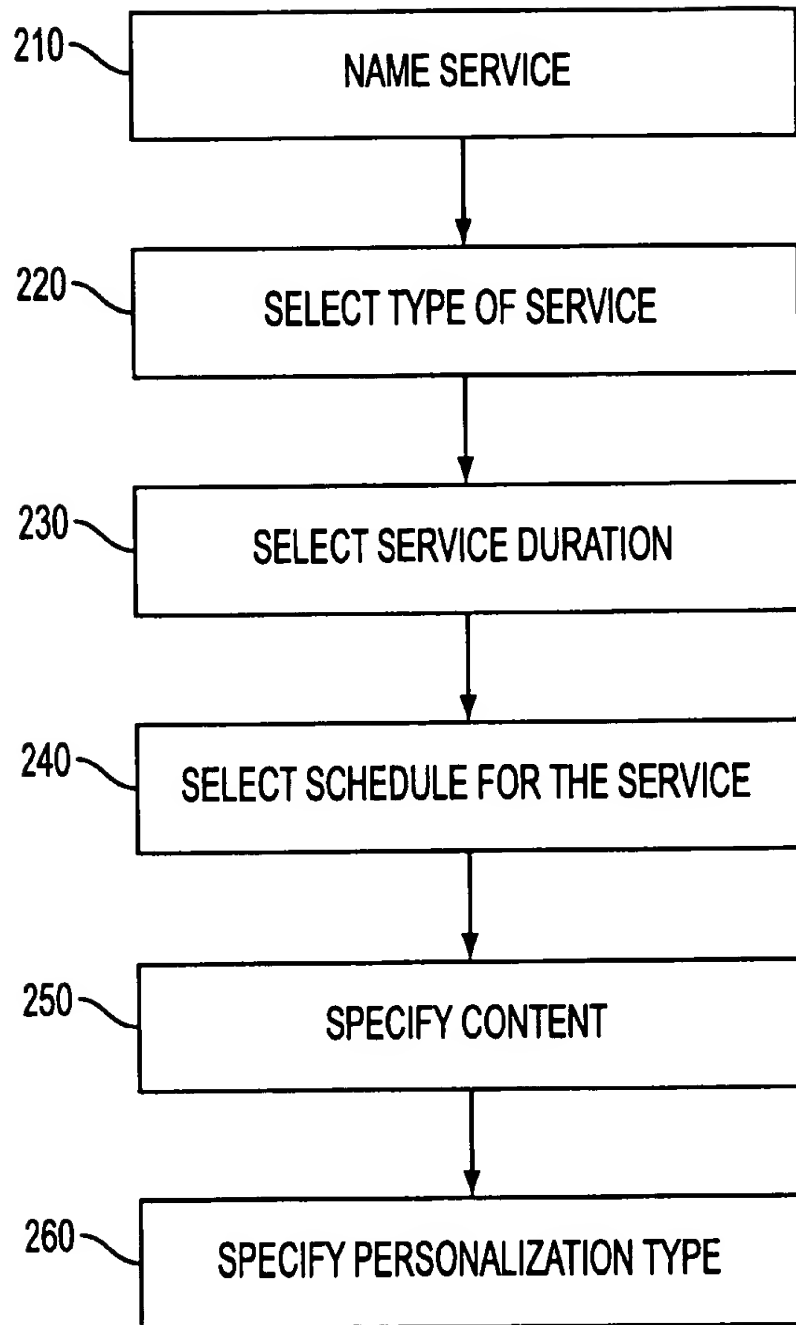 210
NAME SERVICE
220
SELECT TYPE OF SERVICE
230
SELECT SERVICE DURATION
240
SELECT SCHEDULE FOR THE SERVICE
250
SPECIFY CONTENT
260
SPECIFY PERSONALIZATION TYPE